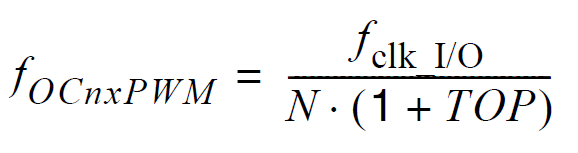 f_OCnxPWM = f_clk_I/O / N · (1 + TOP)